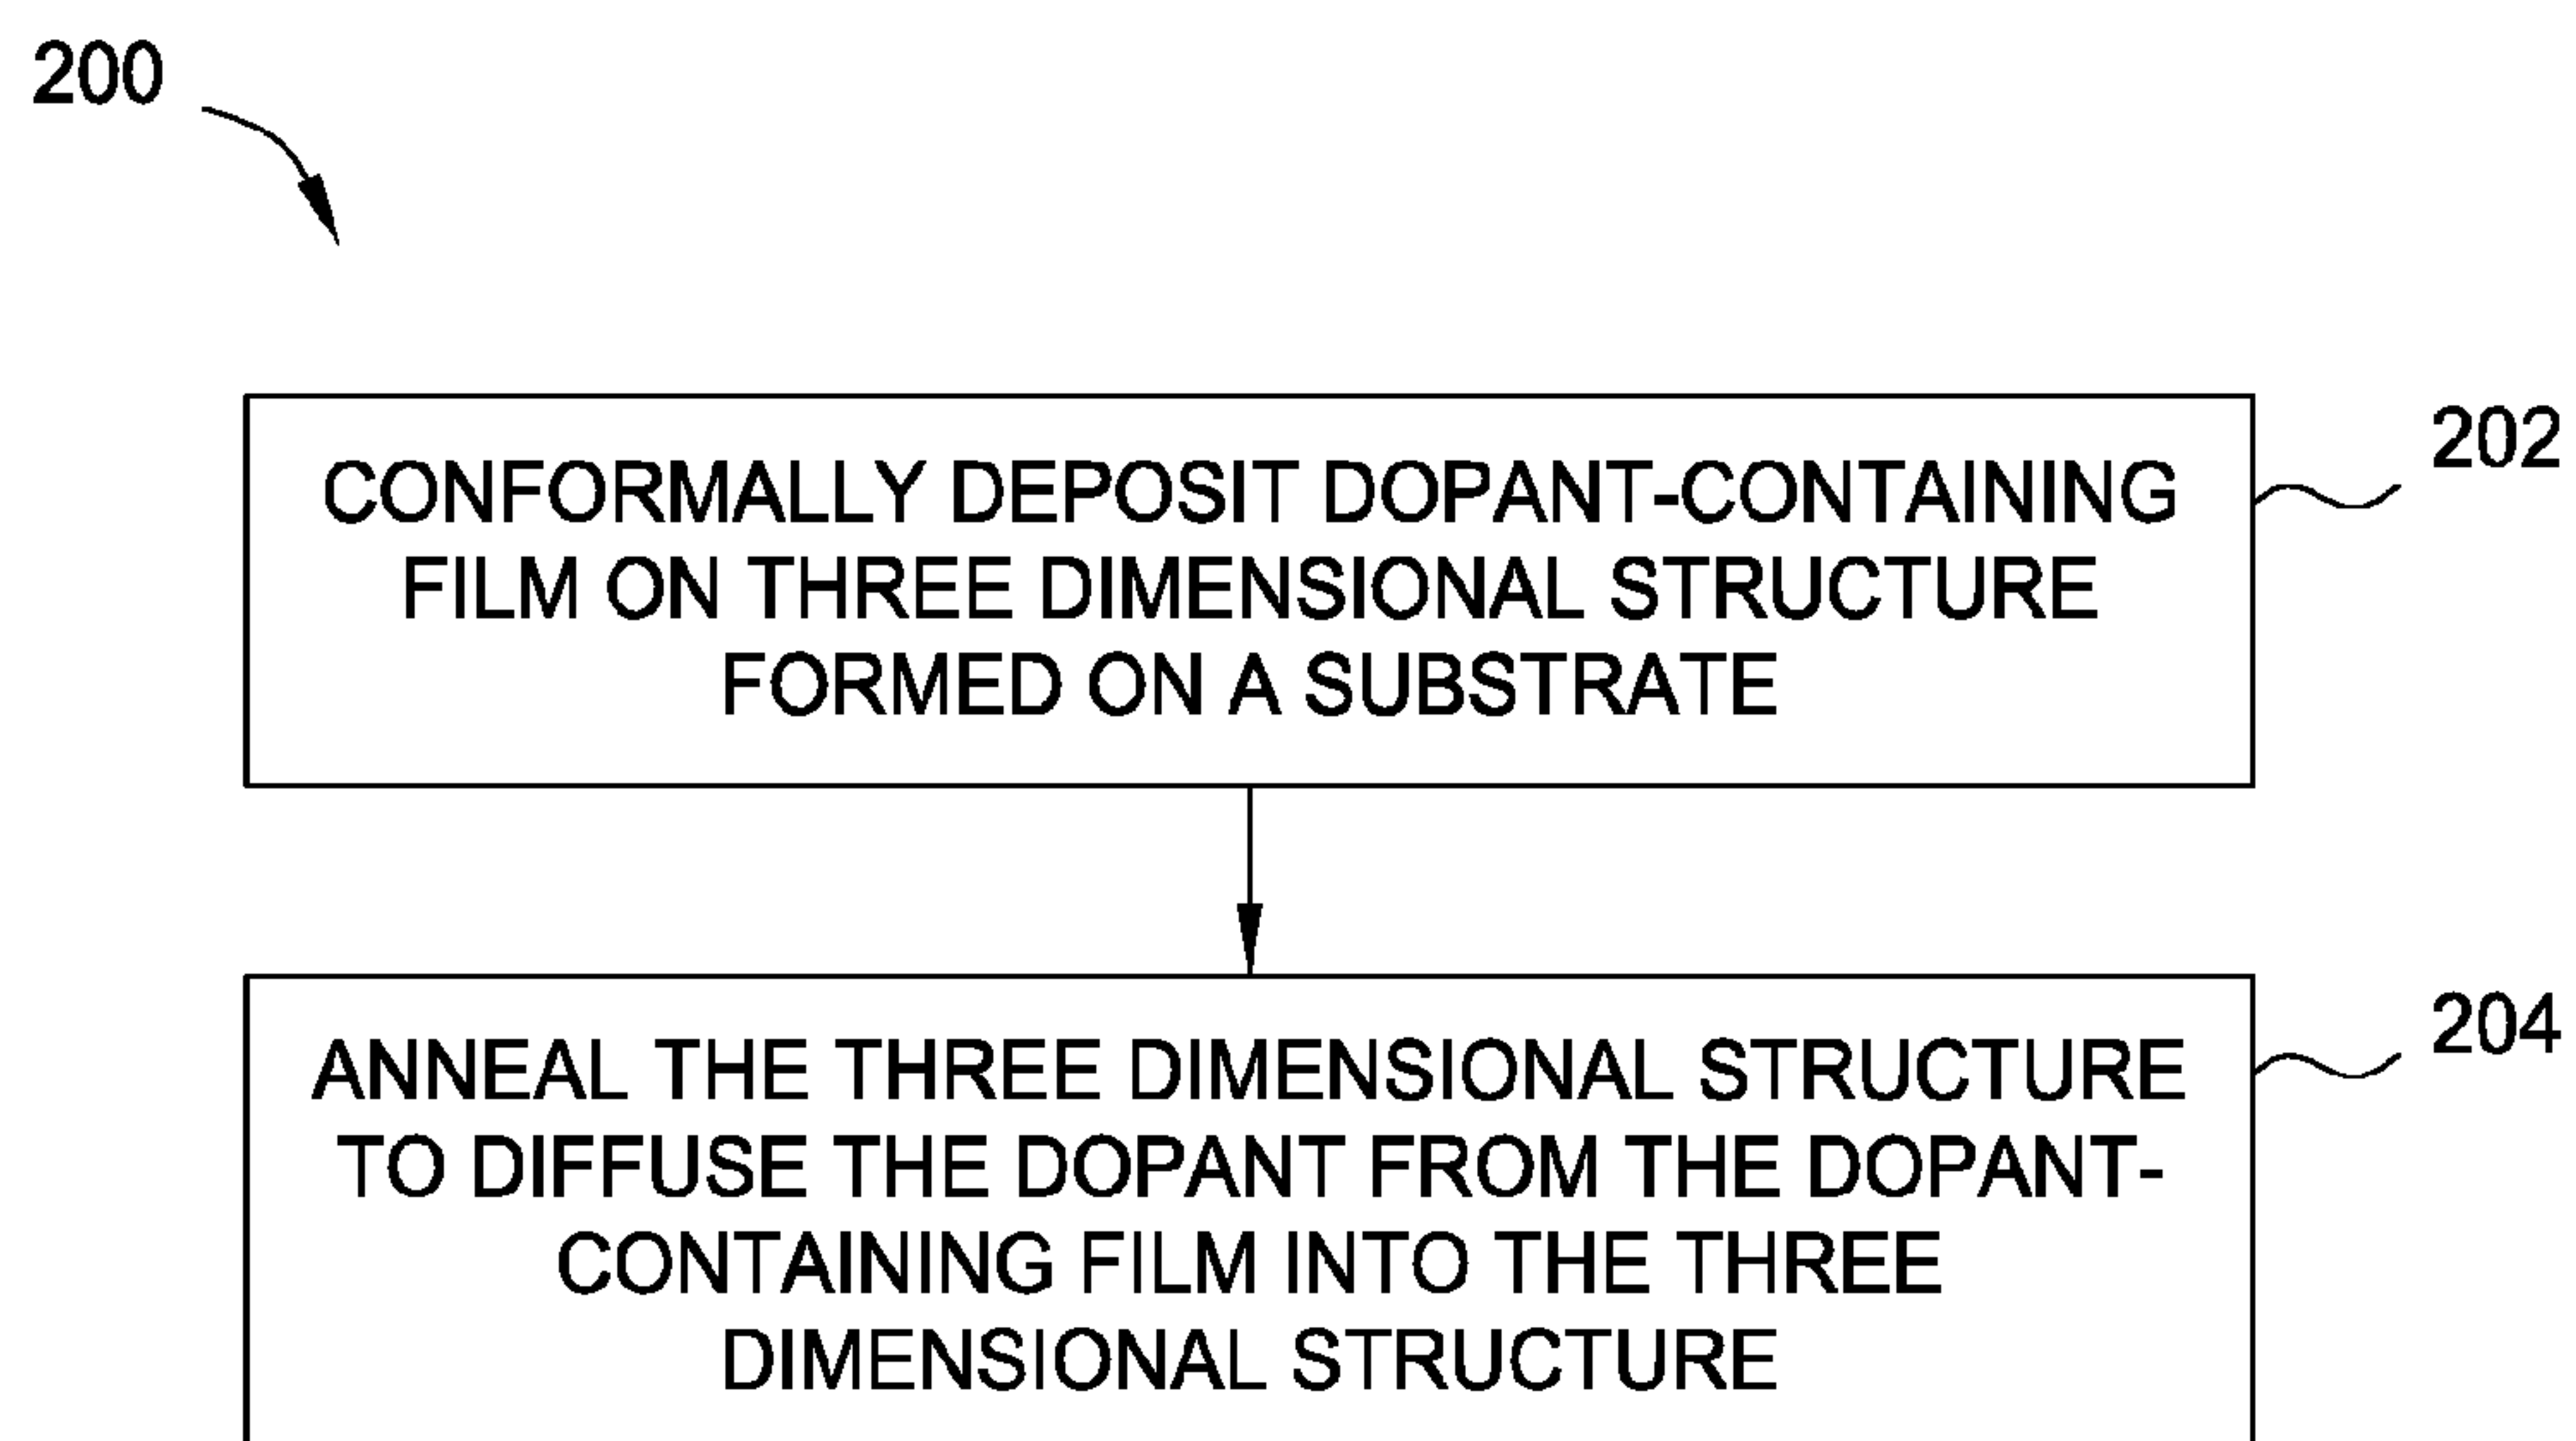 200
CONFORMALLY DEPOSIT DOPANT-CONTAINING
FILM ON THREE DIMENSIONAL STRUCTURE
FORMED ON A SUBSTRATE
202
ANNEAL THE THREE DIMENSIONAL STRUCTURE
TO DIFFUSE THE DOPANT FROM THE DOPANT-
CONTAINING FILM INTO THE THREE
DIMENSIONAL STRUCTURE
204